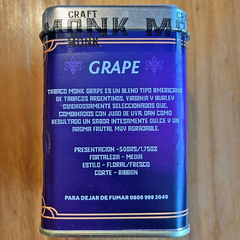 CRAFT
MONK
MONK
GRAPE
TABACO MONK GRAPE ES UN BLEND TIPO AMERICANO
DE TABACOS ARGENTINOS, VIRGINIA Y BURLEY
CUIDADOSAMENTE SELECCIONADOS QUE,
COMBINADOS CON JUGO DE UVA, DAN COMO
RESULTADO UN SABOR INTESAMENTE DULCE Y UN
AROMA FRUTAL MUY AGRADABLE.
PRESENTACION -50GRS/1,75OZ
FORTALEZA - MEDIA
ESTILO - FLORAL/FRESCO
CORTE - RIBBON
PARA DEJAR DE FUMAR 0800 999 3040